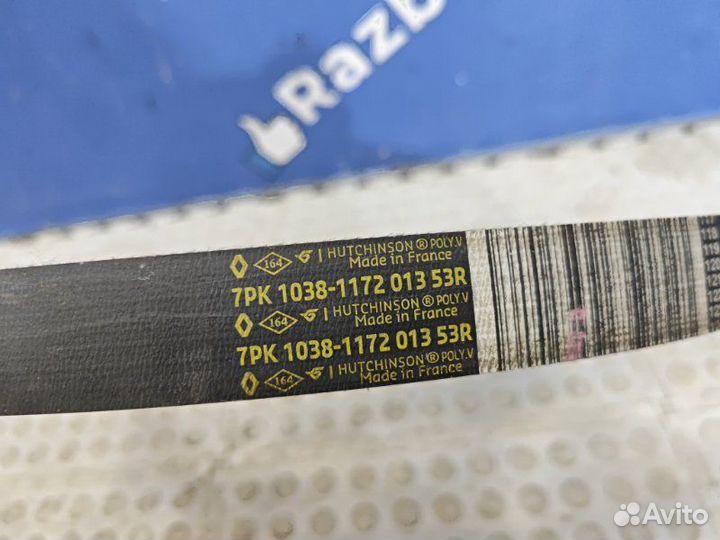 Razb
164 | HUTCHINSON® POLY.V
Made in France
7PK 1038-1172 013 53R
164 | HUTCHINSON® POLY.V
Made in France
7PK 1038-1172 013 53R
164 | HUTCHINSON® POLY.V
Made in France
Avito